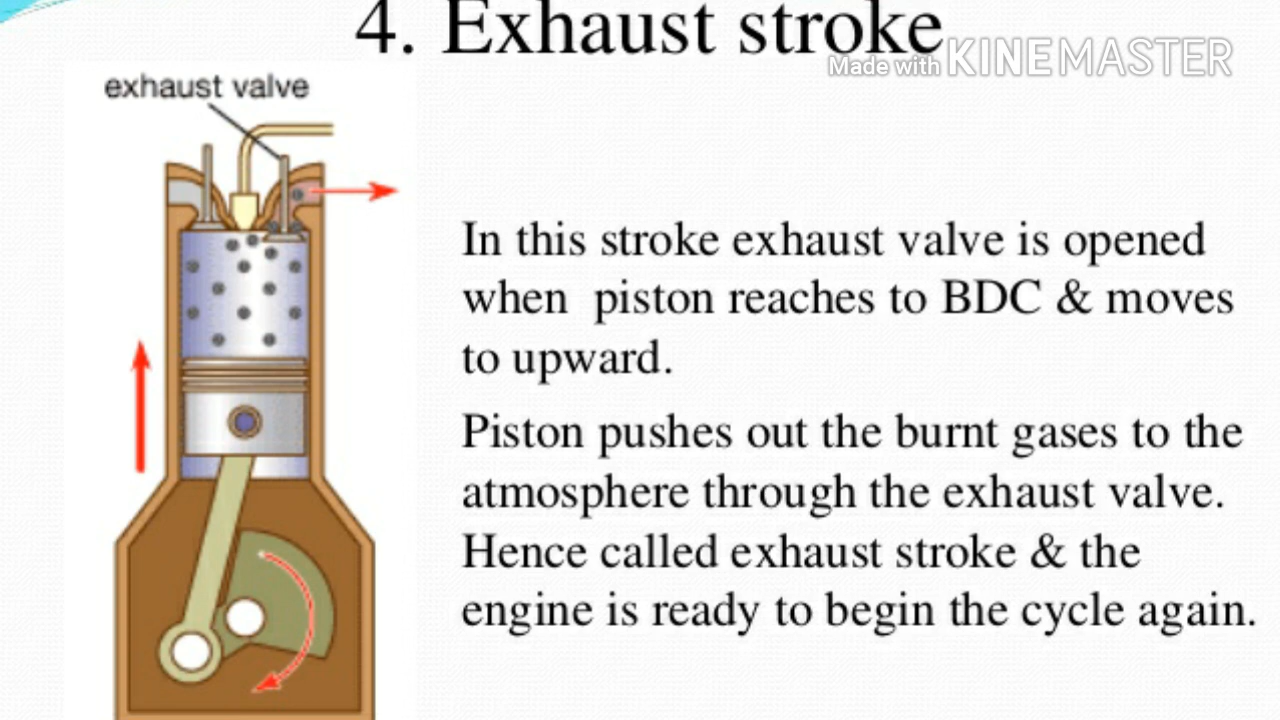 4. Exhaust stroke
Made with KINEMASTER
exhaust valve
In this stroke exhaust valve is opened
when piston reaches to BDC & moves
to upward.
Piston pushes out the burnt gases to the
atmosphere through the exhaust valve.
Hence called exhaust stroke & the
engine is ready to begin the cycle again.